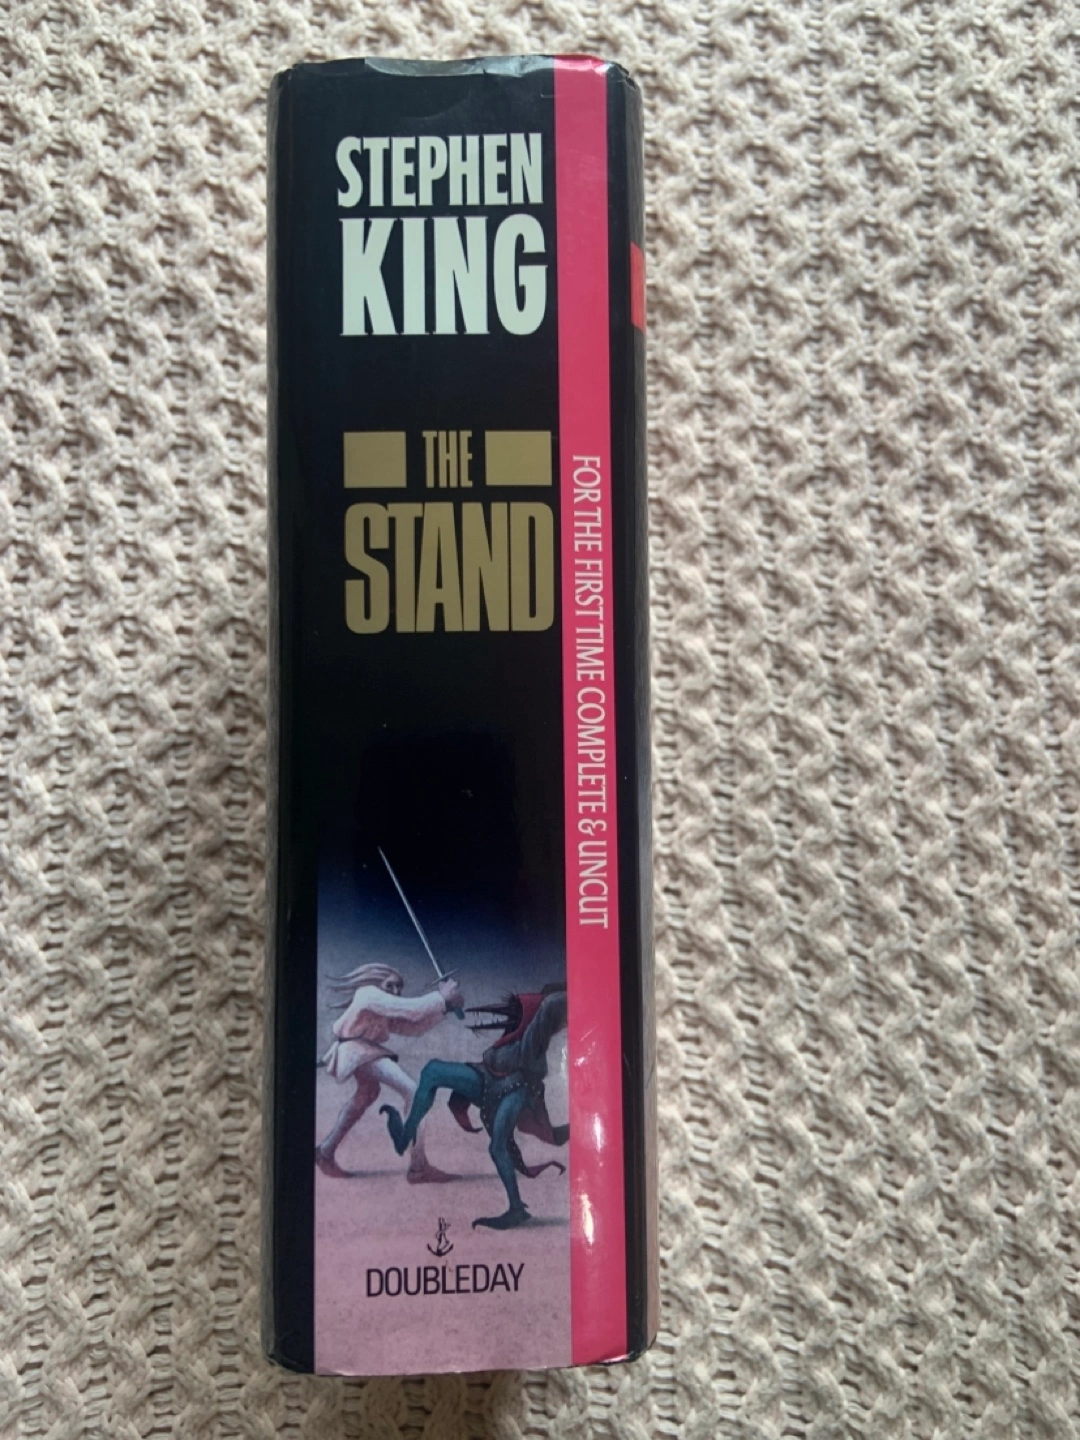 STEPHEN
KING
THE
STAND
FOR THE FIRST TIME COMPLETE & UNCUT
DOUBLEDAY